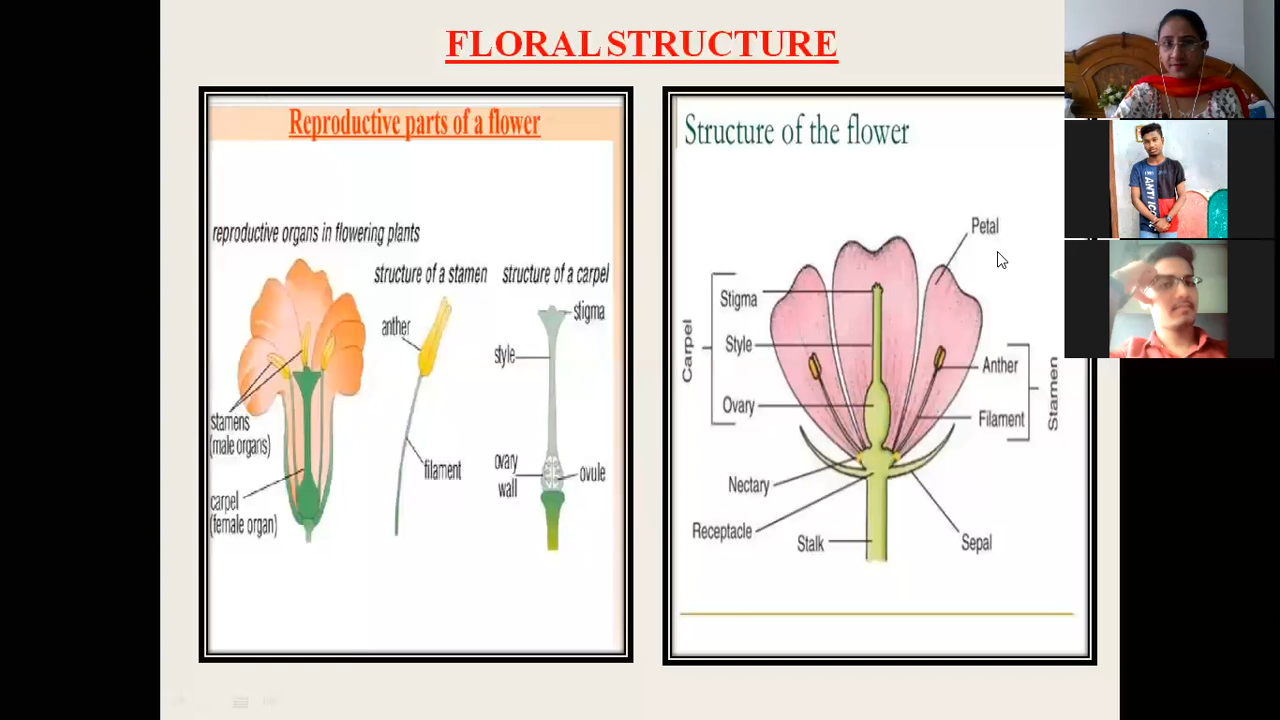 FLORAL STRUCTURE
Reproductive parts of a flower
reproductive organs in flowering plants
structure of a stamen
structure of a carpel
anther
stigma
style
stamens
(male organs)
filament
ovary
wall
ovule
carpel
(female organ)
Structure of the flower
Petal
Stigma
Style
Carpel
Ovary
Anther
Filament
Stamen
Nectary
Receptacle
Stalk
Sepal
ANTI